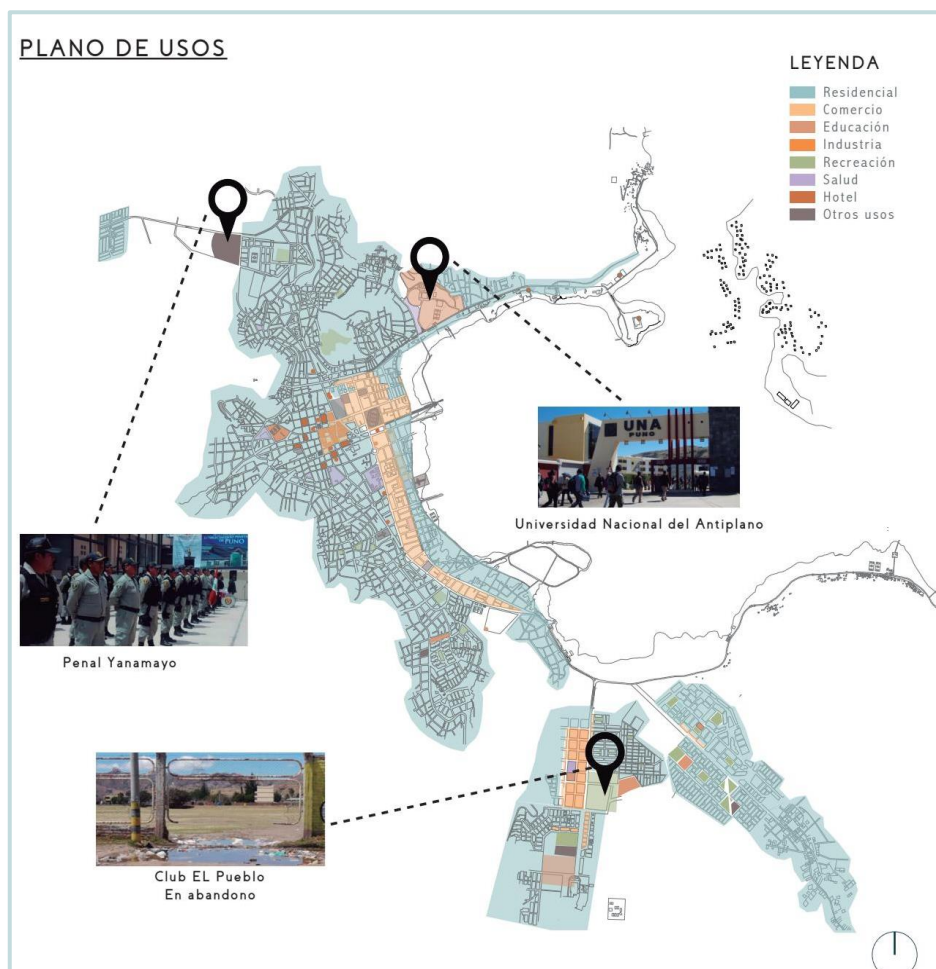 PLANO DE USOS
LEYENDA
Residencial
Comercio
Educación
Industria
Recreación
Salud
Hotel
Otros usos
UNA
PUNO
Universidad Nacional del Antiplano
PUNO
Penal Yanamayo
Club EL Pueblo
En abandono